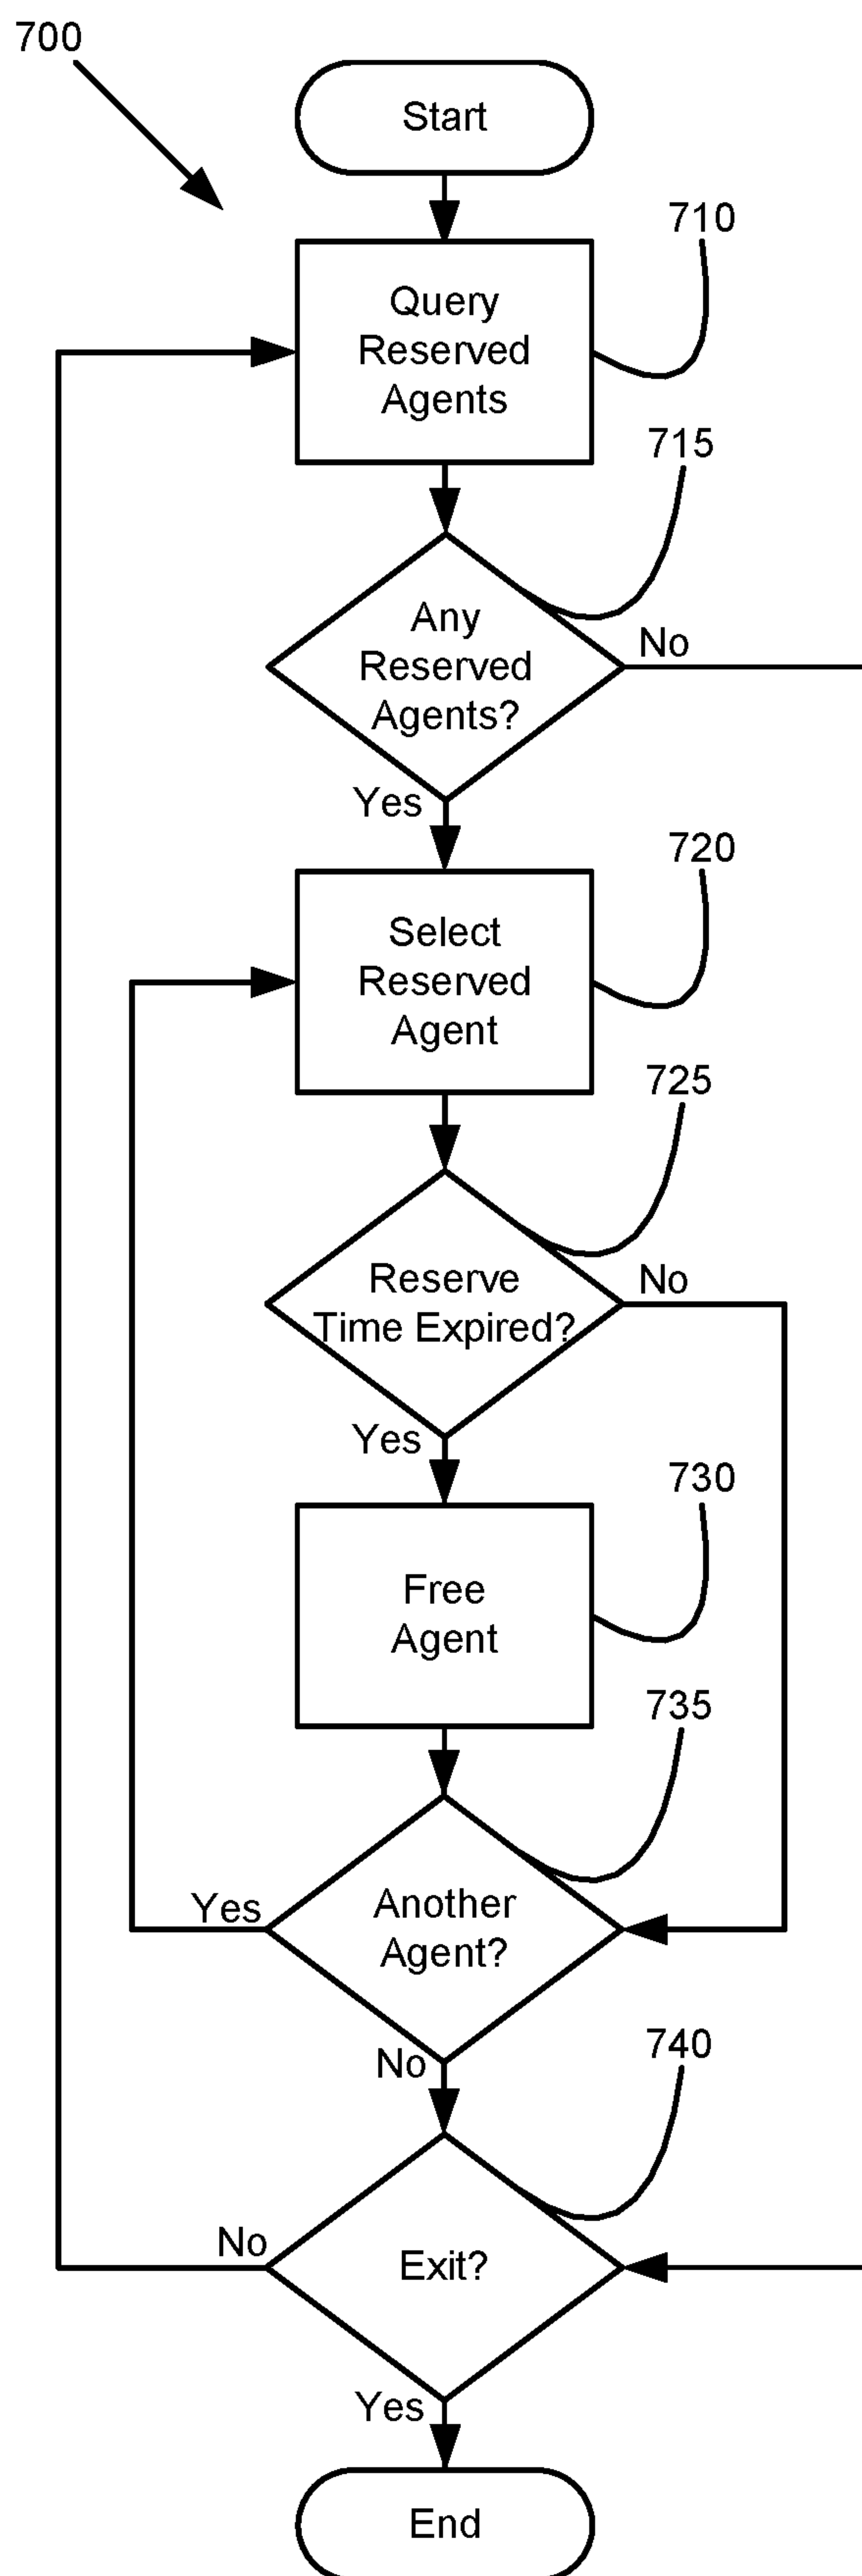 700
Start
710
Query
Reserved
Agents
715
Any
Reserved
Agents?
No
Yes
720
Select
Reserved
Agent
725
Reserve
Time Expired?
No
Yes
730
Free
Agent
735
Another
Agent?
Yes
No
740
Exit?
No
Yes
End